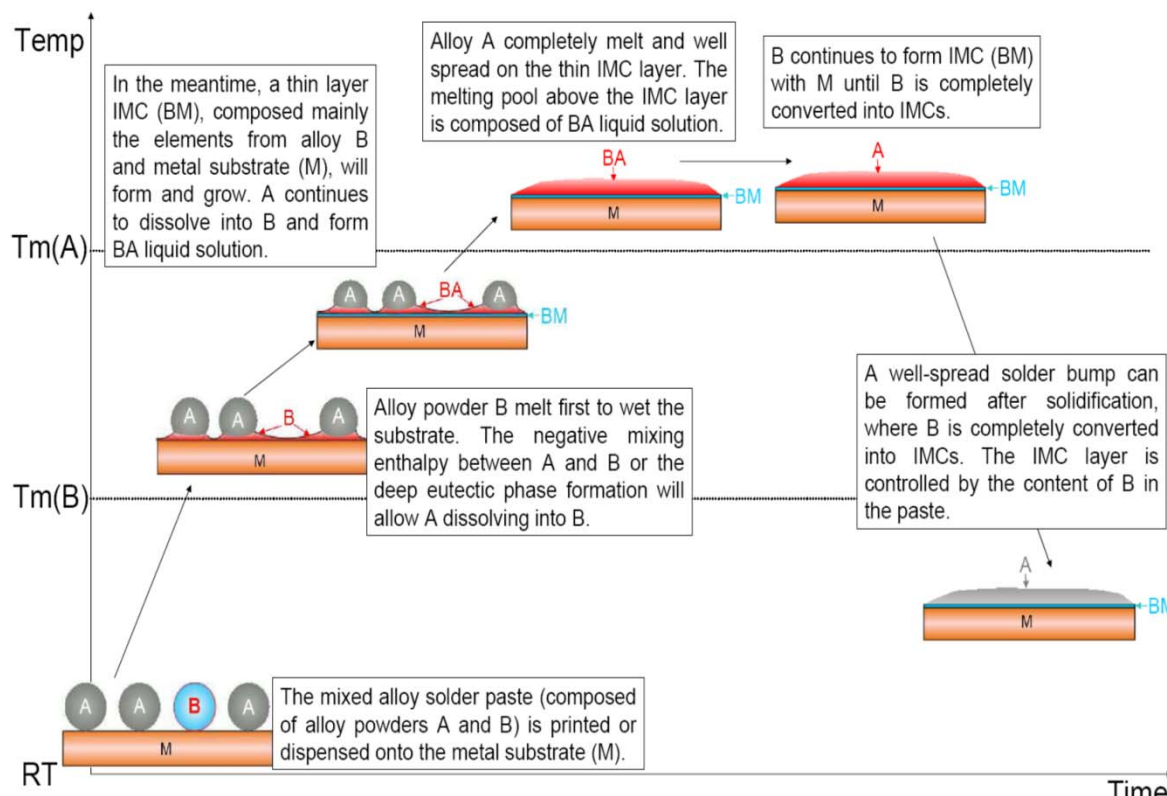 Temp
In the meantime, a thin layer
IMC (BM), composed mainly
the elements from alloy B
and metal substrate (M), will
form and grow. A continues
to dissolve into B and form
BA liquid solution.
Alloy A completely melt and well
spread on the thin IMC layer. The
melting pool above the IMC layer
is composed of BA liquid solution.
B continues to form IMC (BM)
with M until B is completely
converted into IMCs.
BA
BM
M
A
BM
M
Tm(A)
A
A
BA
A
BM
M
A
A
B
A
M
Alloy powder B melt first to wet the
substrate. The negative mixing
enthalpy between A and B or the
deep eutectic phase formation will
allow A dissolving into B.
A well-spread solder bump can
be formed after solidification,
where B is completely converted
into IMCs. The IMC layer is
controlled by the content of B in
the paste.
Tm(B)
A
BM
M
A
A
B
A
M
The mixed alloy solder paste (composed
of alloy powders A and B) is printed or
dispensed onto the metal substrate (M).
RT
Time